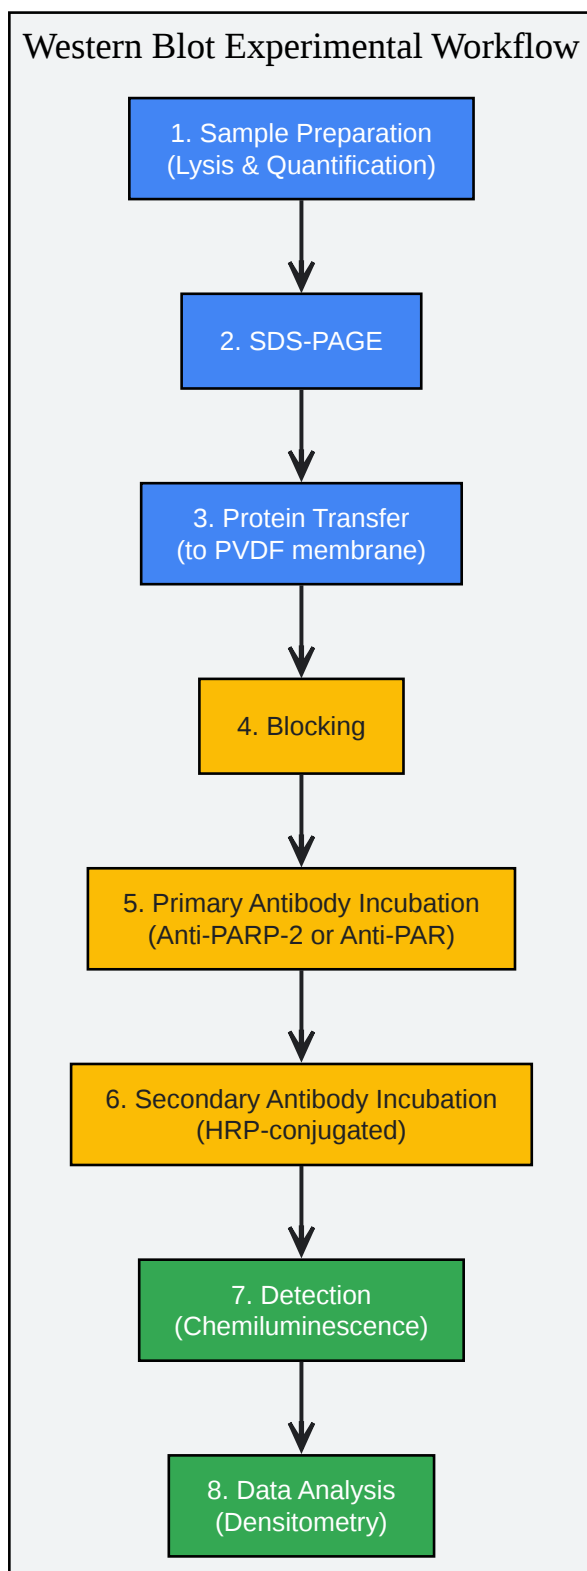 Western Blot Experimental Workflow
1. Sample Preparation
(Lysis & Quantification)
2. SDS-PAGE
3. Protein Transfer
(to PVDF membrane)
4. Blocking
5. Primary Antibody Incubation
(Anti-PARP-2 or Anti-PAR)
6. Secondary Antibody Incubation
(HRP-conjugated)
7. Detection
(Chemiluminescence)
8. Data Analysis
(Densitometry)